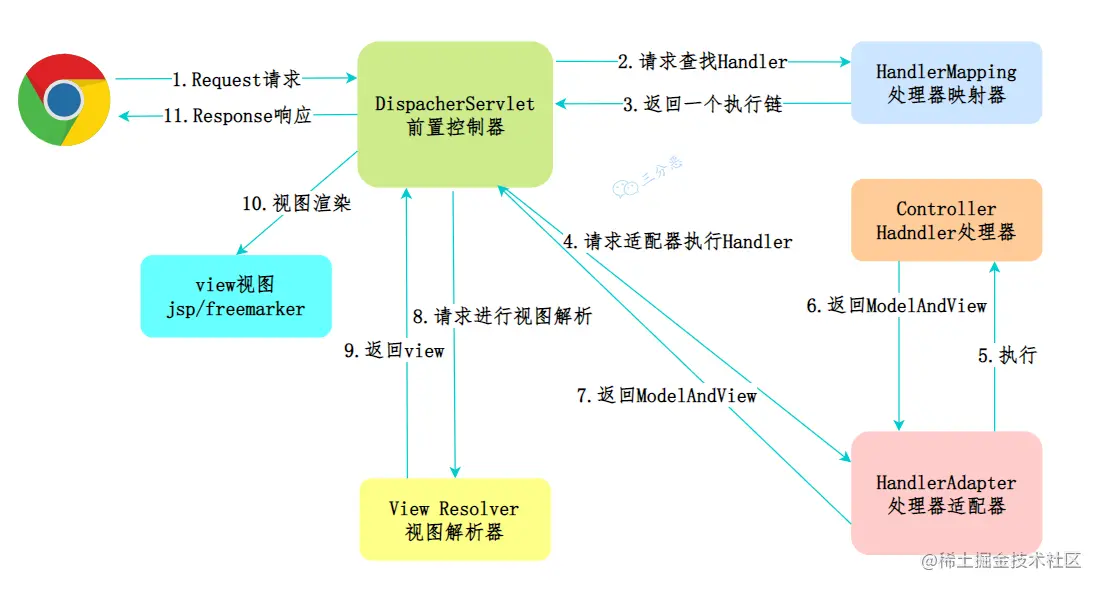 1.Request请求
11.Response响应
DispacherServlet
前置控制器
2.请求查找Handler
3.返回一个执行链
HandlerMapping
处理器映射器
三分恶
Controller
Hadndler处理器
10.视图渲染
4.请求适配器执行Handler
view视图
jsp/freemarker
8.请求进行视图解析
9.返回view
6.返回ModelAndView
5.执行
7.返回ModelAndView
View Resolver
视图解析器
HandlerAdapter
处理器适配器
@稀土掘金技术社区